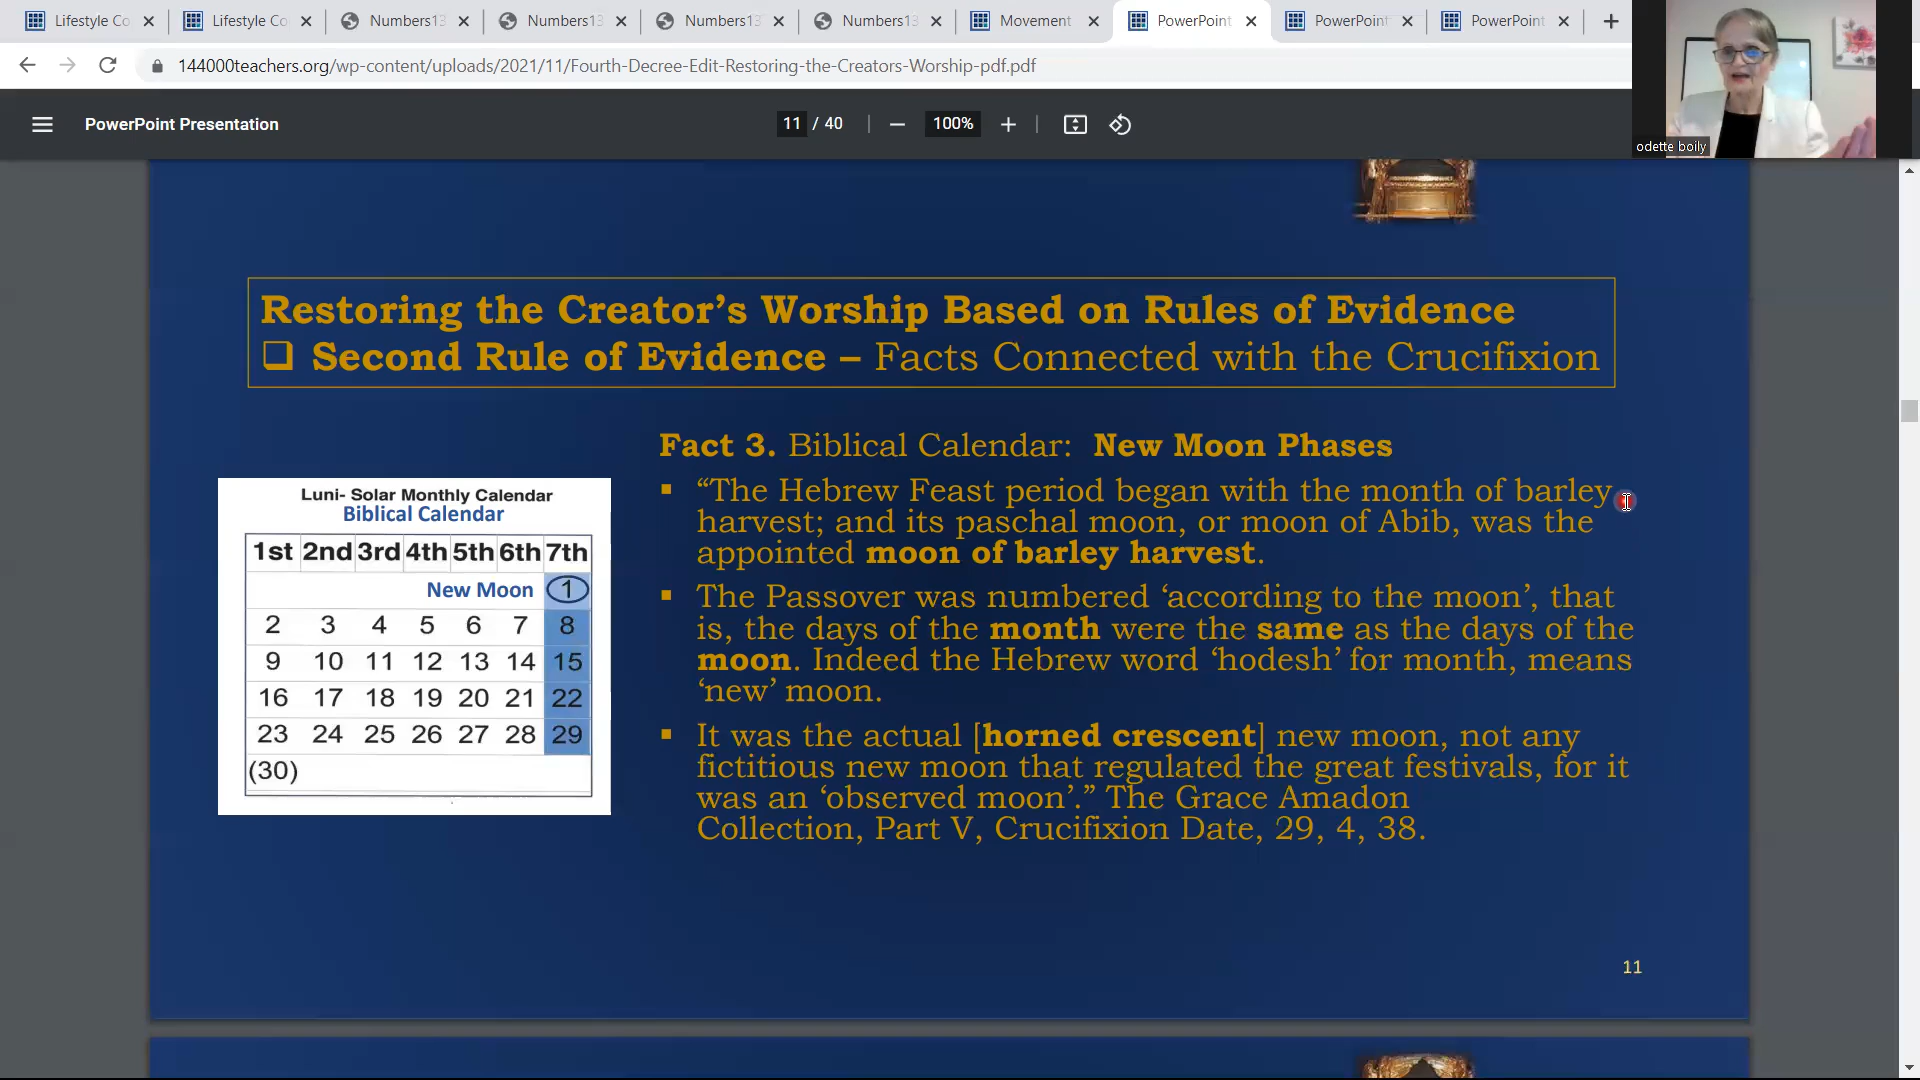 Lifestyle Co
Lifestyle Co
Numbers13
Numbers13
Numbers13
Numbers13
Movement
PowerPoint
PowerPoint
PowerPoint
144000teachers.org/wp-content/uploads/2021/11/Fourth-Decree-Edit-Restoring-the-Creators-Worship-pdf.pdf
PowerPoint Presentation
11 / 40
100%
odette boily
Restoring the Creator’s Worship Based on Rules of Evidence
❑ Second Rule of Evidence – Facts Connected with the Crucifixion
Luni- Solar Monthly Calendar
Biblical Calendar
1st 2nd 3rd 4th 5th 6th 7th
New Moon 1
2 3 4 5 6 7 8
9 10 11 12 13 14 15
16 17 18 19 20 21 22
23 24 25 26 27 28 29
(30)
Fact 3. Biblical Calendar: New Moon Phases
▪ “The Hebrew Feast period began with the month of barley
harvest; and its paschal moon, or moon of Abib, was the
appointed moon of barley harvest.
▪ The Passover was numbered ‘according to the moon’, that
is, the days of the month were the same as the days of the
moon. Indeed the Hebrew word ‘hodesh’ for month, means
‘new’ moon.
▪ It was the actual [horned crescent] new moon, not any
fictitious new moon that regulated the great festivals, for it
was an ‘observed moon’.” The Grace Amadon
Collection, Part V, Crucifixion Date, 29, 4, 38.
11